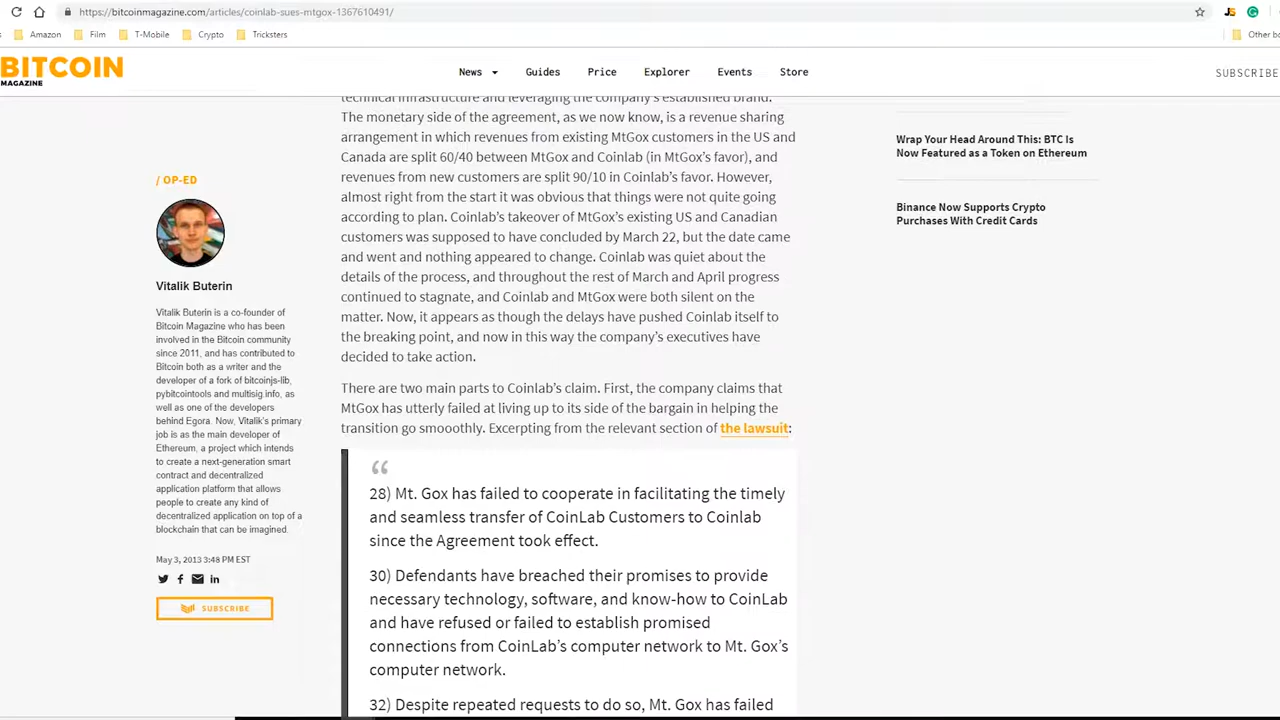 https://bitcoinmagazine.com/articles/coinlab-sues-mtgox-1367610491/
Amazon Film T-Mobile Crypto Tricksters Other bo
BITCOIN
MAGAZINE
News Guides Price Explorer Events Store SUBSCRIBE
/ OP-ED
Vitalik Buterin
Vitalik Buterin is a co-founder of
Bitcoin Magazine who has been
involved in the Bitcoin community
since 2011, and has contributed to
Bitcoin both as a writer and the
developer of a fork of bitcoinjs-lib,
pybitcointools and multisig.info, as
well as one of the developers
behind Egora. Now, Vitalik's primary
job is as the main developer of
Ethereum, a project which intends
to create a next-generation smart
contract and decentralized
application platform that allows
people to create any kind of
decentralized application on top of a
blockchain that can be imagined.
May 3, 2013 3:48 PM EST
SUBSCRIBE
technical infrastructure and leveraging the company's established brand.
The monetary side of the agreement, as we now know, is a revenue sharing
arrangement in which revenues from existing MtGox customers in the US and
Canada are split 60/40 between MtGox and Coinlab (in MtGox's favor), and
revenues from new customers are split 90/10 in Coinlab's favor. However,
almost right from the start it was obvious that things were not quite going
according to plan. Coinlab's takeover of MtGox's existing US and Canadian
customers was supposed to have concluded by March 22, but the date came
and went and nothing appeared to change. Coinlab was quiet about the
details of the process, and throughout the rest of March and April progress
continued to stagnate, and Coinlab and MtGox were both silent on the
matter. Now, it appears as though the delays have pushed Coinlab itself to
the breaking point, and now in this way the company's executives have
decided to take action.
There are two main parts to Coinlab's claim. First, the company claims that
MtGox has utterly failed at living up to its side of the bargain in helping the
transition go smooothly. Excerpting from the relevant section of the lawsuit:
“
28) Mt. Gox has failed to cooperate in facilitating the timely
and seamless transfer of CoinLab Customers to Coinlab
since the Agreement took effect.
30) Defendants have breached their promises to provide
necessary technology, software, and know-how to CoinLab
and have refused or failed to establish promised
connections from CoinLab's computer network to Mt. Gox's
computer network.
32) Despite repeated requests to do so, Mt. Gox has failed
Wrap Your Head Around This: BTC Is
Now Featured as a Token on Ethereum
Binance Now Supports Crypto
Purchases With Credit Cards